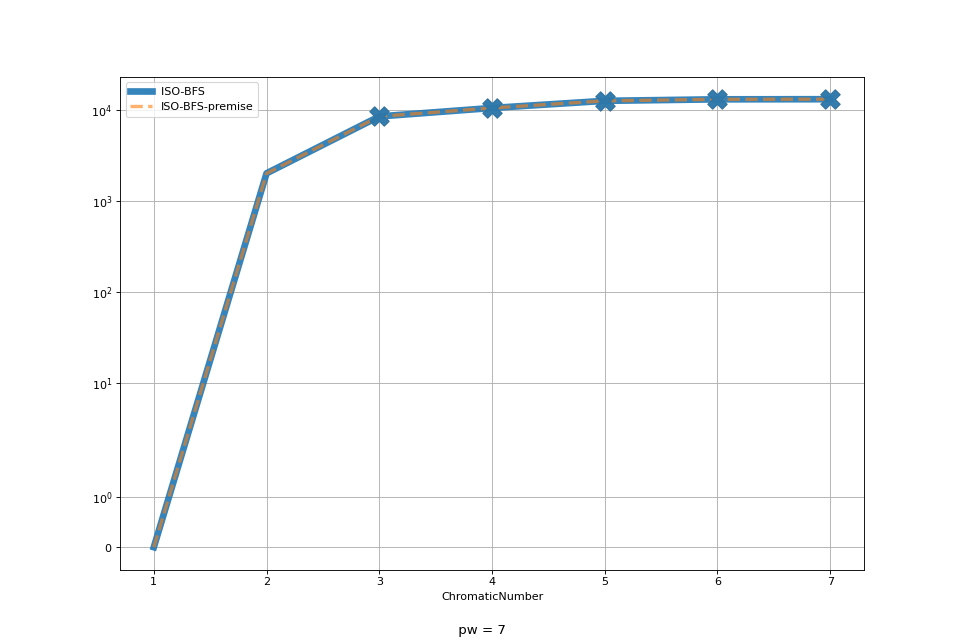 ISO-BFS
ISO-BFS-premise
10^4
10^3
10^2
10^1
10^0
0
1 2 3 4 5 6 7
ChromaticNumber
pw = 7